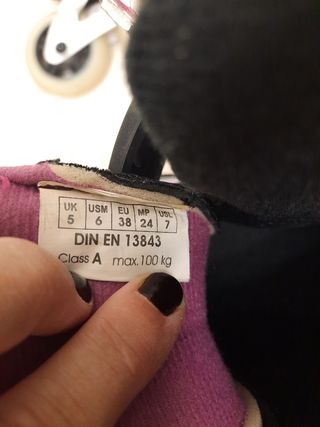 UK USM EU MP USL
5 6 38 24 7
DIN EN 13843
Class A max. 100 kg